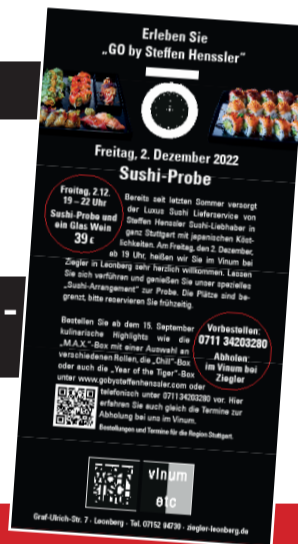 Erleben Sie
„GO by Steffen Henssler"
Freitag, 2. Dezember 2022
Sushi-Probe
Freitag, 2.12.
19 – 22 Uhr
Sushi-Probe und
ein Glas Wein
39 €
Bereits seit letzten Sommer versorgt
der Luxus Sushi Lieferservice von
Steffen Henssler Sushi-Liebhaber in
ganz Stuttgart mit japanischen Köst-
lichkeiten. Am Freitag, den 2. Dezember,
ab 19 Uhr, heißen wir Sie im Vinum bei
Ziegler in Leonberg sehr herzlich willkommen. Lassen
Sie sich verführen und genießen Sie unser spezielles
„Sushi-Arrangement" zur Probe. Die Plätze sind be-
grenzt, bitte reservieren Sie frühzeitig.
Bestellen Sie ab dem 15. September
kulinarische Highlights wie die
„M.A.X."-Box mit einer Auswahl an
verschiedenen Rollen, die „Chill"-Box
oder auch die „Year of the Tiger"-Box
unter www.gobysteffenhenssler.com oder
telefonisch unter 0711 34203280 vor. Hier
erfahren Sie auch gleich die Termine zur
Abholung bei uns im Vinum.
Bestellungen und Termine für die Region Stuttgart.
Vorbestellen:
0711 34203280
Abholen:
im Vinum bei
Ziegler
vinum
etc
Graf-Ulrich-Str. 7 · Leonberg · Tel. 07152 94730 · ziegler-leonberg.de
-